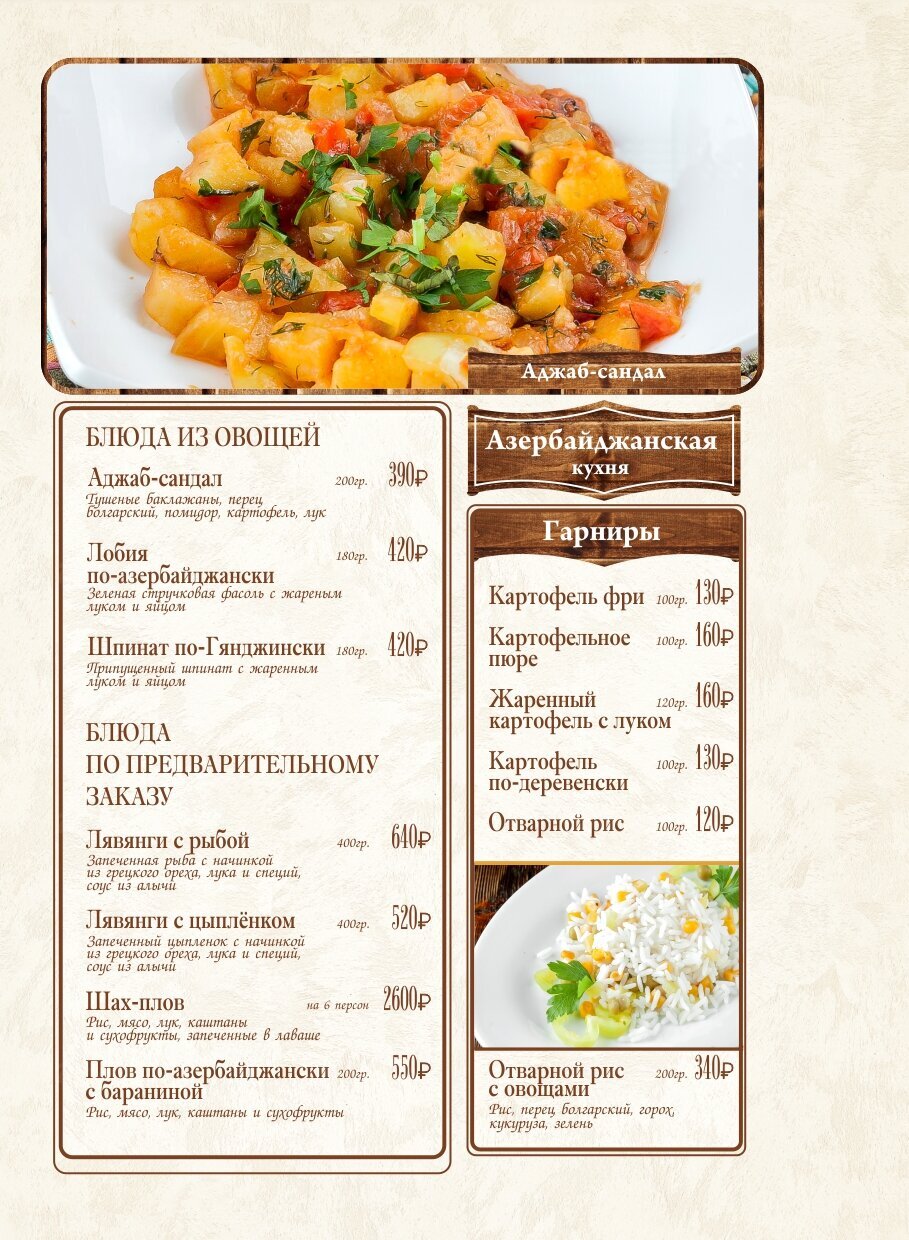 Аджаб-сандал
БЛЮДА ИЗ ОВОЩЕЙ
Аджаб-сандал 200гр. 390₽
Тушеные баклажаны, перец
болгарский, помидор, картофель, лук
Лобия 180гр. 420₽
по-азербайджански
Зеленая стручковая фасоль с жареным
луком и яйцом
Шпинат по-Гянджински 180гр. 420₽
Припущенный шпинат с жаренным
луком и яйцом
БЛЮДА
ПО ПРЕДВАРИТЕЛЬНОМУ
ЗАКАЗУ
Лявянги с рыбой 400гр. 640₽
Запеченная рыба с начинкой
из грецкого ореха, лука и специй,
соус из алычи
Лявянги с цыплёнком 400гр. 520₽
Запеченный цыпленок с начинкой
из грецкого ореха, лука и специй,
соус из алычи
Шах-плов на 6 персон 2600₽
Рис, мясо, лук, каштаны
и сухофрукты, запеченные в лаваше
Плов по-азербайджански 200гр. 550₽
с бараниной
Рис, мясо, лук, каштаны и сухофрукты
Азербайджанская
кухня
Гарниры
Картофель фри 100гр. 130₽
Картофельное 100гр. 160₽
пюре
Жаренный 120гр. 160₽
картофель с луком
Картофель 100гр. 130₽
по-деревенски
Отварной рис 100гр. 120₽
Отварной рис 200гр. 340₽
с овощами
Рис, перец болгарский, горох,
кукуруза, зелень